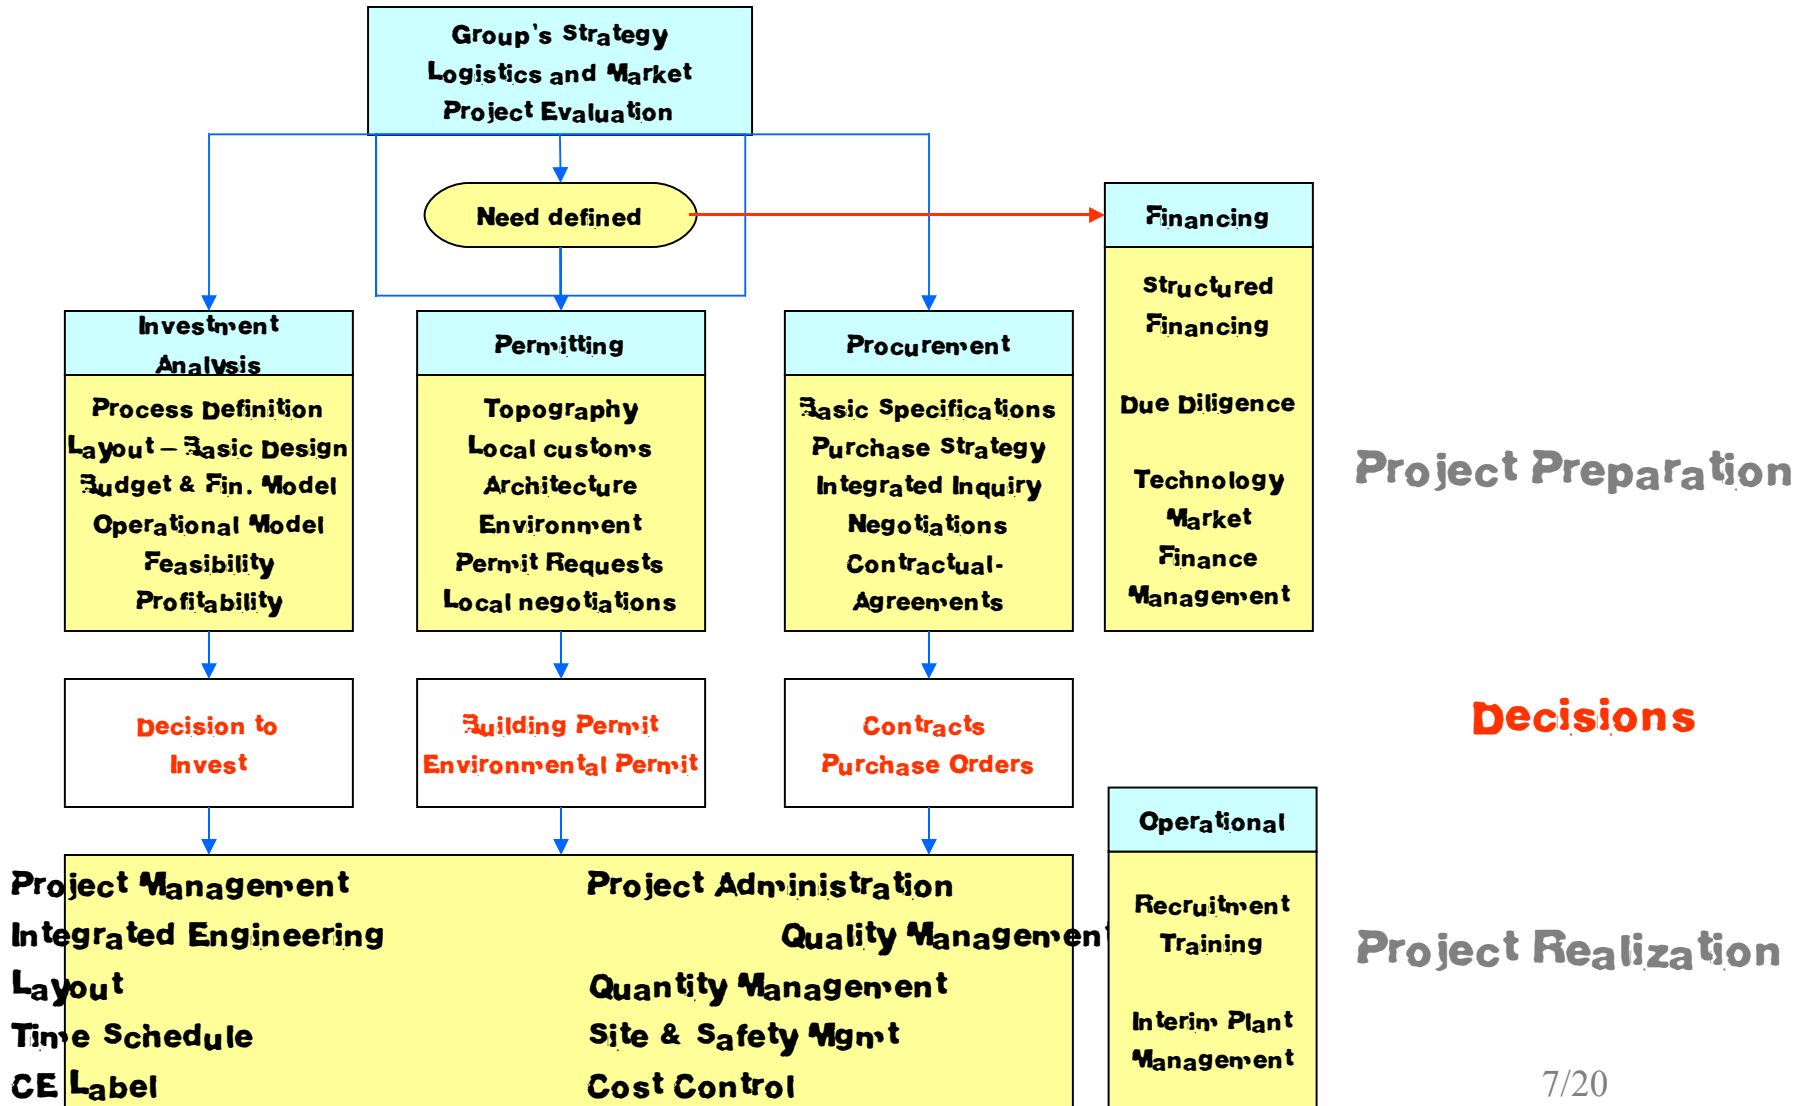 Group's Strategy
Logistics and Market
Project Evaluation
Need defined
Financing
Structured
Financing
Due Diligence
Technology
Market
Finance
Management
Investment
Analysis
Process Definition
Layout – Basic Design
Budget & Fin. Model
Operational Model
Feasibility
Profitability
Permitting
Topography
Local customs
Architecture
Environment
Permit Requests
Local negotiations
Procurement
Basic Specifications
Purchase Strategy
Integrated Inquiry
Negotiations
Contractual-
Agreements
Project Preparation
Decision to
Invest
Building Permit
Environmental Permit
Contracts
Purchase Orders
Decisions
Project Management
Integrated Engineering
Layout
Time Schedule
CE Label
Project Administration
Quality Management
Quantity Management
Site & Safety Mgmt
Cost Control
Operational
Recruitment
Training
Interim Plant
Management
Project Realization
7/20